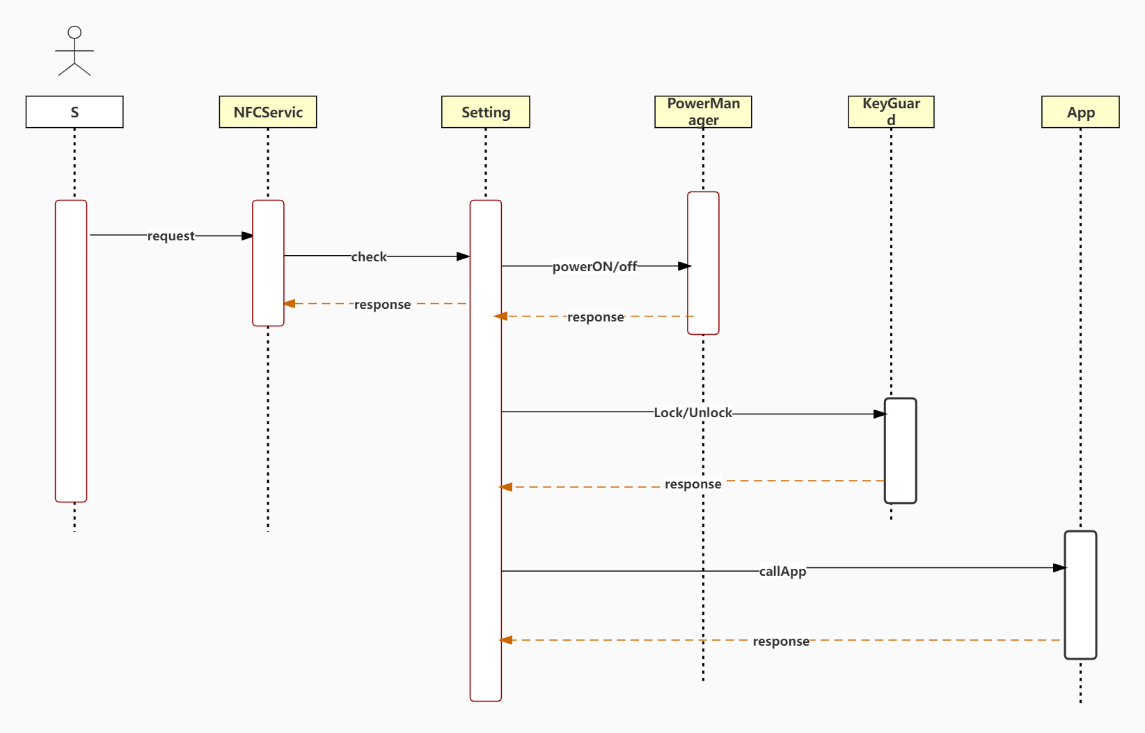 S
NFCServic
Setting
PowerMan
ager
KeyGuar
d
App
request
check
powerON/off
response
response
Lock/Unlock
response
callApp
response